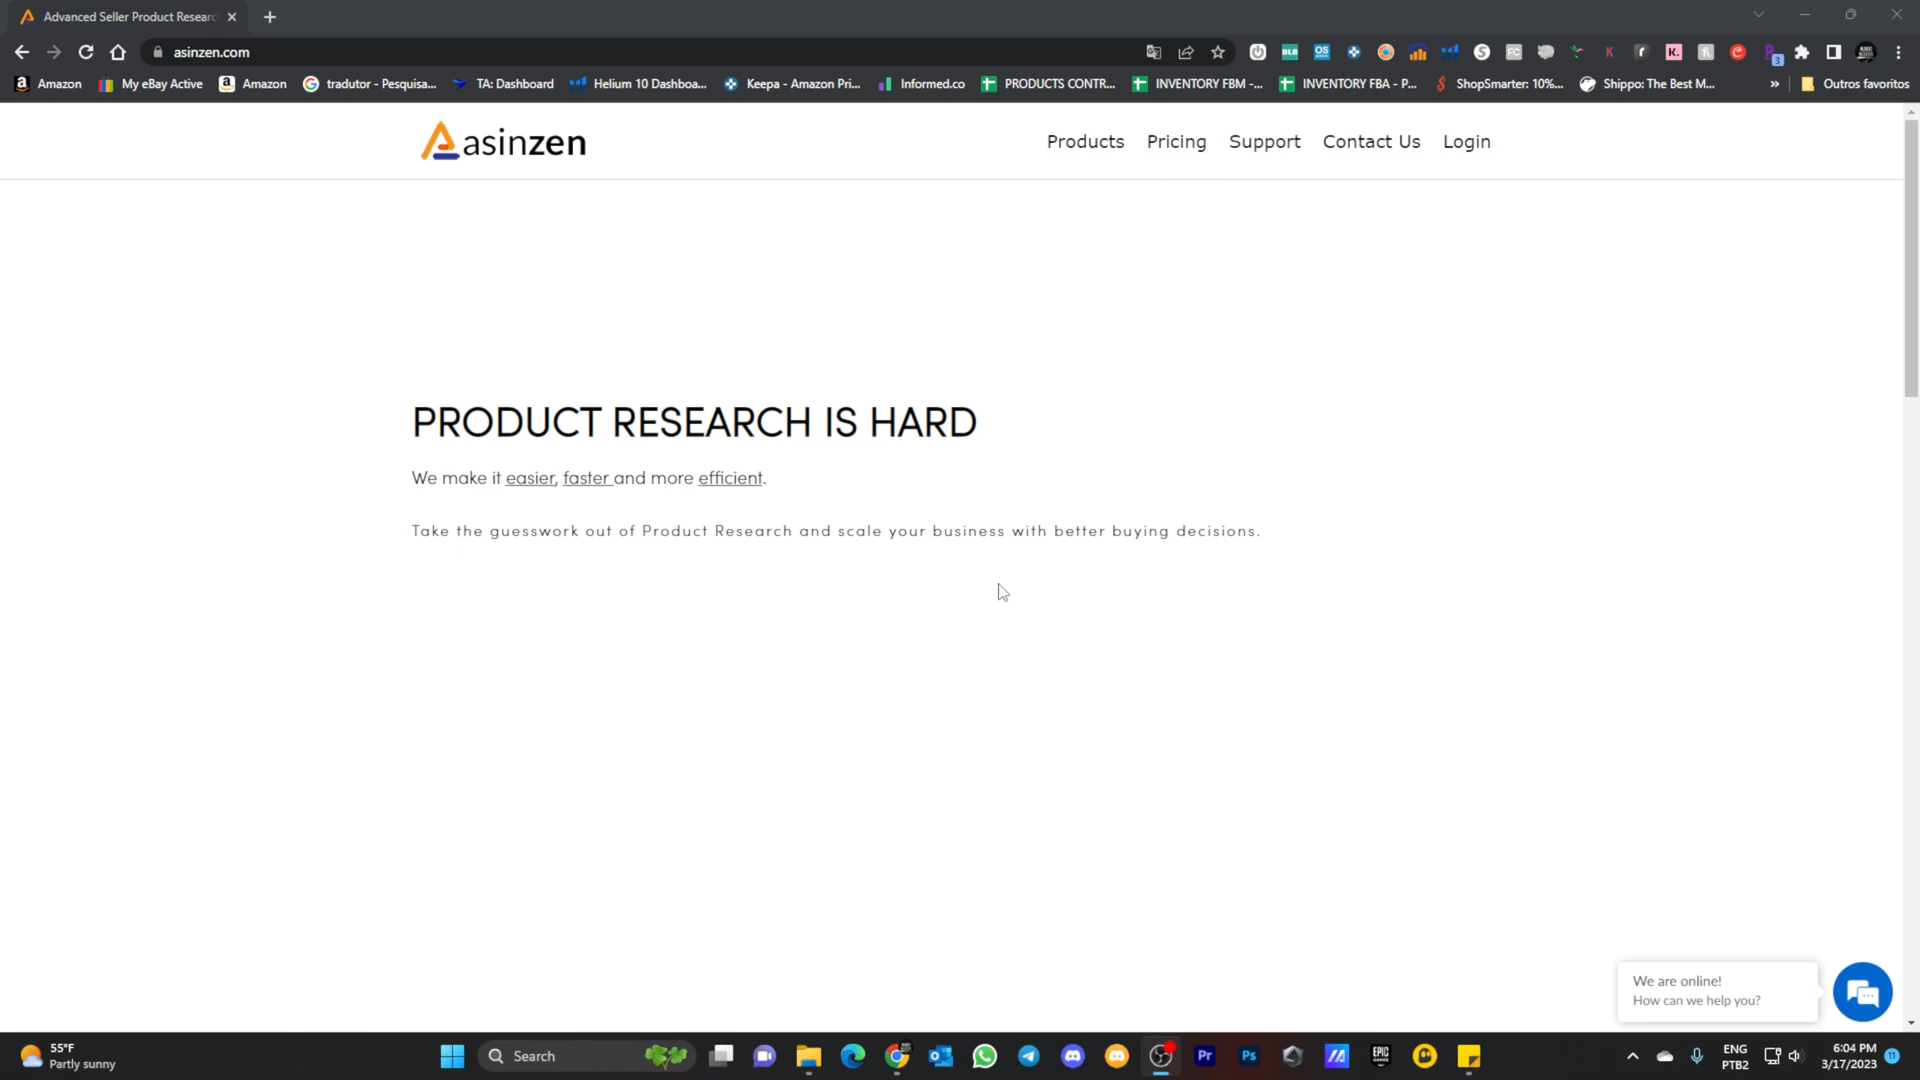 Advanced Seller Product Researc
asinzen.com
Amazon
My eBay Active
Amazon
tradutor - Pesquisa...
TA: Dashboard
Helium 10 Dashboa...
Keepa - Amazon Pri...
Informed.co
PRODUCTS CONTR...
INVENTORY FBM -...
INVENTORY FBA - P...
ShopSmarter: 10%...
Shippo: The Best M...
Outros favoritos
asinzen
Products
Pricing
Support
Contact Us
Login
PRODUCT RESEARCH IS HARD
We make it easier, faster and more efficient.
Take the guesswork out of Product Research and scale your business with better buying decisions.
We are online!
How can we help you?
55°F
Partly sunny
Search
ENG
PTB2
6:04 PM
3/17/2023